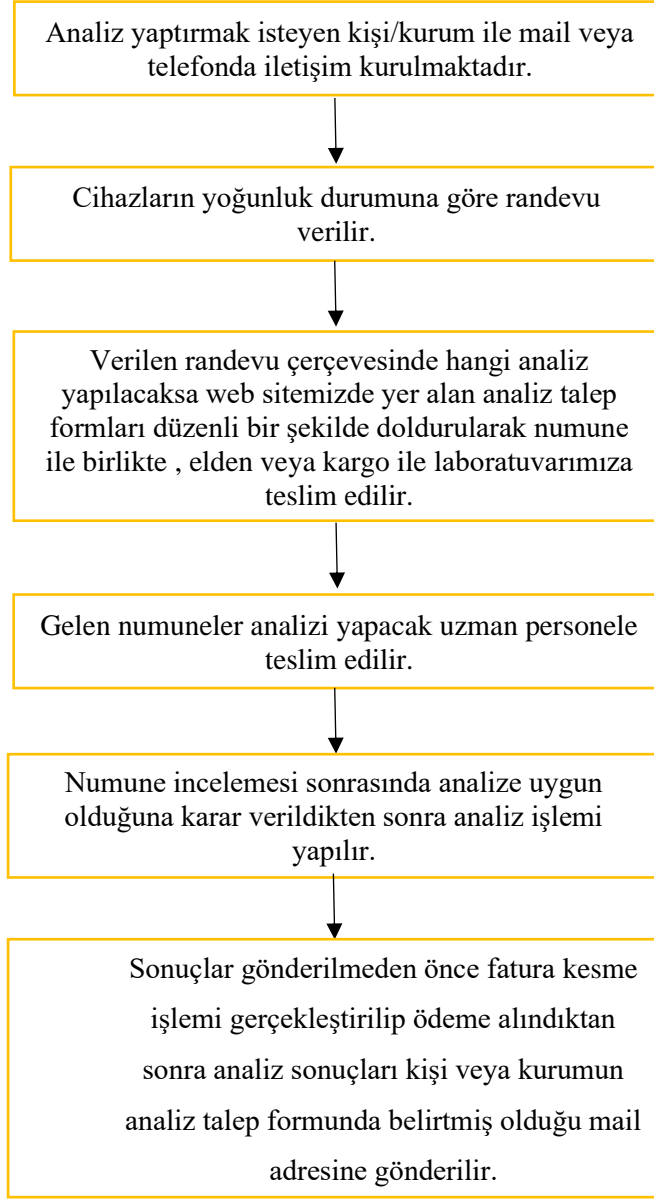 Analiz yaptırmak isteyen kişi/kurum ile mail veya
telefonda iletişim kurulmaktadır.
Cihazların yoğunluk durumuna göre randevu
verilir.
Verilen randevu çerçevesinde hangi analiz
yapılacaksa web sitemizde yer alan analiz talep
formları düzenli bir şekilde doldurularak numune
ile birlikte , elden veya kargo ile laboratuvarımıza
teslim edilir.
Gelen numuneler analizi yapacak uzman personele
teslim edilir.
Numune incelemesi sonrasında analize uygun
olduğuna karar verildikten sonra analiz işlemi
yapılır.
Sonuçlar gönderilmeden önce fatura kesme
işlemi gerçekleştirilip ödeme alındıktan
sonra analiz sonuçları kişi veya kurumun
analiz talep formunda belirtmiş olduğu mail
adresine gönderilir.